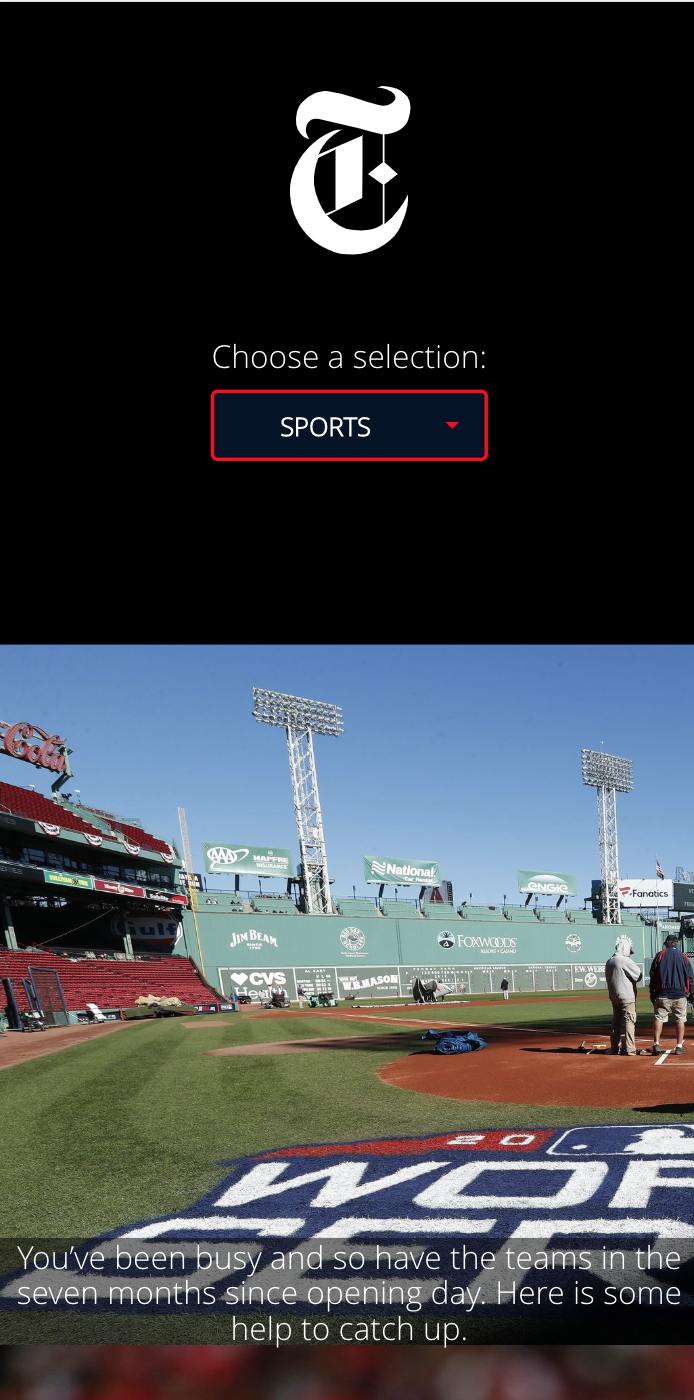 T
Choose a selection:
SPORTS
Cola
AAA
MAPFRE
INSURANCE
National
Car Rental
ENGIE
Fanatics
Gulf
JIM BEAM
FOXWOODS
RESORT • CASINO
CVS
Health
W.B. MASON
F.W. WEBB
20
WOR
SER
You’ve been busy and so have the teams in the
seven months since opening day. Here is some
help to catch up.